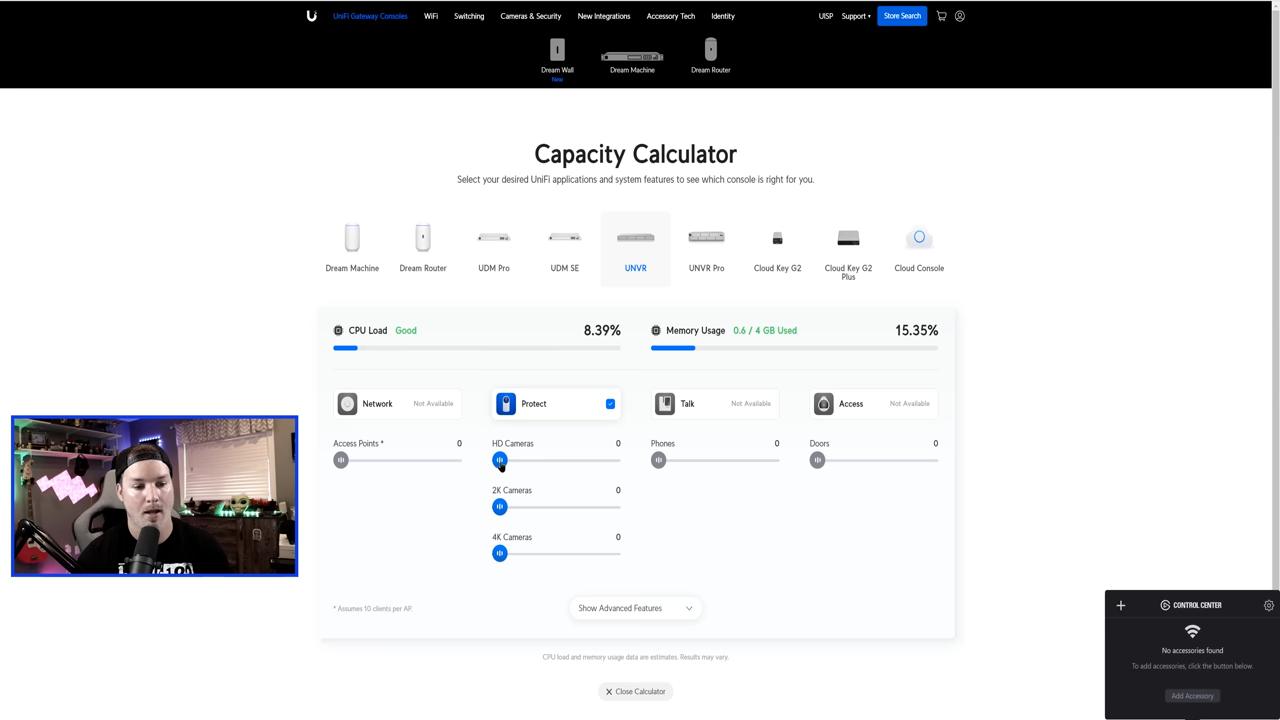 UniFi Gateway Consoles WiFi Switching Cameras & Security New Integrations Accessory Tech Identity UISP Support Store Search
Dream Wall Dream Machine Dream Router
New
Capacity Calculator
Select your desired UniFi applications and system features to see which console is right for you.
Dream Machine Dream Router UDM Pro UDM SE UNVR UNVR Pro Cloud Key G2 Cloud Key G2 Plus Cloud Console
CPU Load Good 8.39% Memory Usage 0.6 / 4 GB Used 15.35%
Network Not Available Protect Talk Not Available Access Not Available
Access Points * 0 HD Cameras 0 Phones 0 Doors 0
2K Cameras 0
4K Cameras 0
* Assumes 10 clients per AP. Show Advanced Features
CPU load and memory usage data are estimates. Results may vary.
Close Calculator
CONTROL CENTER
No accessories found
To add accessories, click the button below.
Add Accessory